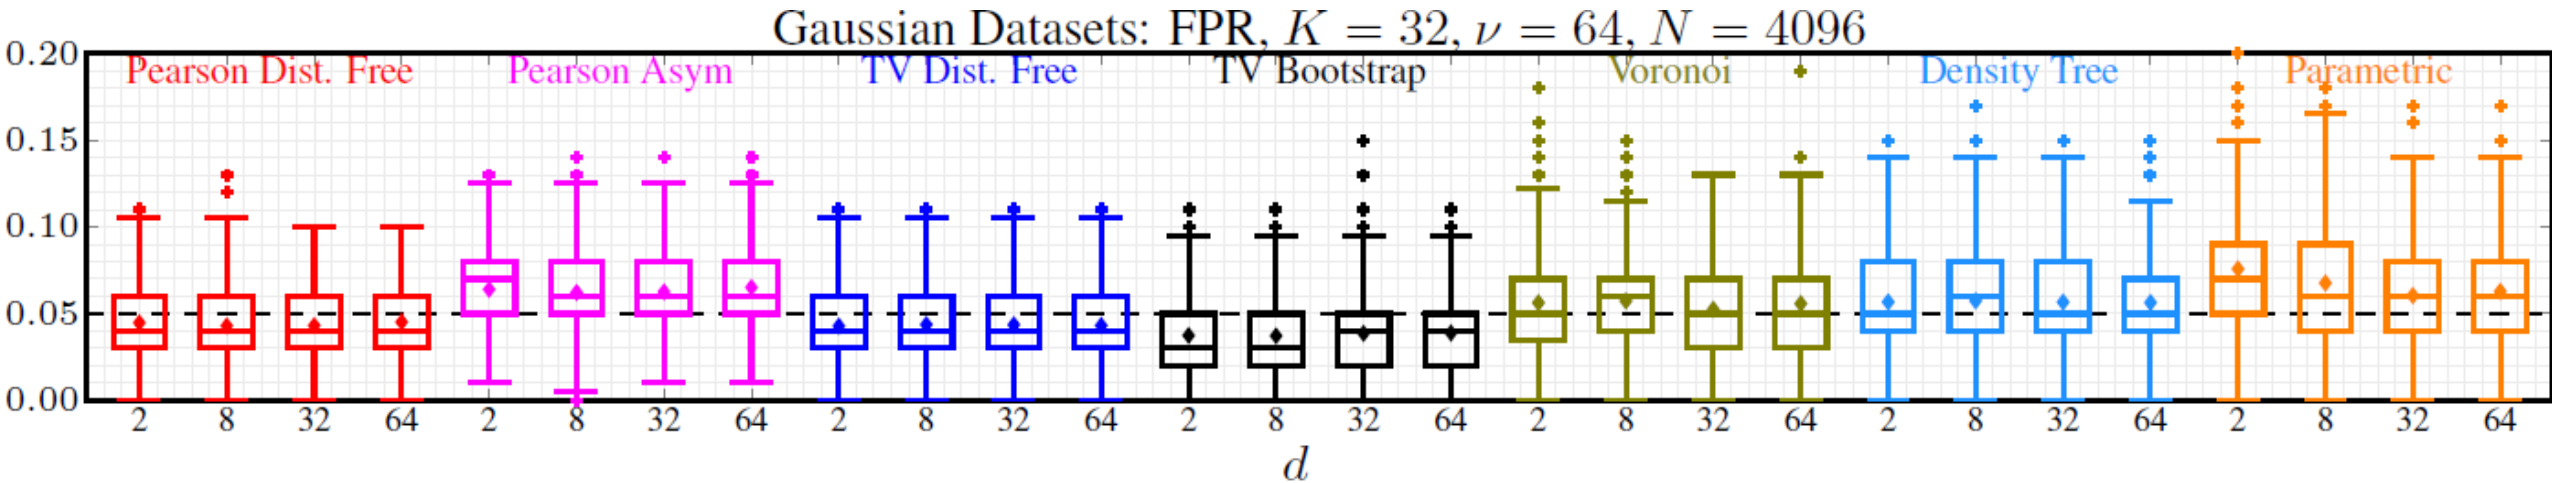 Gaussian Datasets: FPR, K = 32, ν = 64, N = 4096
Pearson Dist. Free Pearson Asym TV Dist. Free TV Bootstrap Voronoi Density Tree Parametric
0.20
0.15
0.10
0.05
0.00
2 8 32 64 2 8 32 64 2 8 32 64 2 8 32 64 2 8 32 64 2 8 32 64 2 8 32 64
d